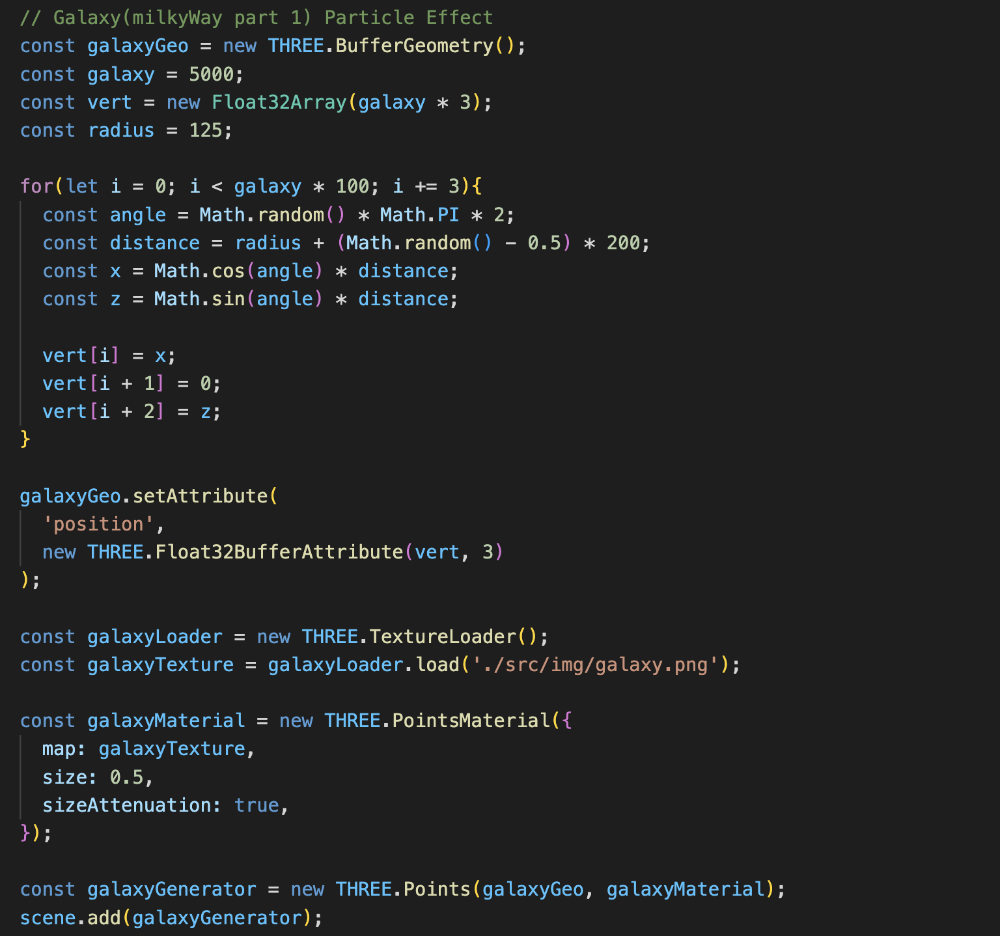 // Galaxy(milkyWay part 1) Particle Effect
const galaxyGeo = new THREE.BufferGeometry();
const galaxy = 5000;
const vert = new Float32Array(galaxy * 3);
const radius = 125;

for(let i = 0; i < galaxy * 100; i += 3){
  const angle = Math.random() * Math.PI * 2;
  const distance = radius + (Math.random() - 0.5) * 200;
  const x = Math.cos(angle) * distance;
  const z = Math.sin(angle) * distance;

  vert[i] = x;
  vert[i + 1] = 0;
  vert[i + 2] = z;
}

galaxyGeo.setAttribute(
  'position',
  new THREE.Float32BufferAttribute(vert, 3)
);

const galaxyLoader = new THREE.TextureLoader();
const galaxyTexture = galaxyLoader.load('./src/img/galaxy.png');

const galaxyMaterial = new THREE.PointsMaterial({
  map: galaxyTexture,
  size: 0.5,
  sizeAttenuation: true,
});

const galaxyGenerator = new THREE.Points(galaxyGeo, galaxyMaterial);
scene.add(galaxyGenerator);